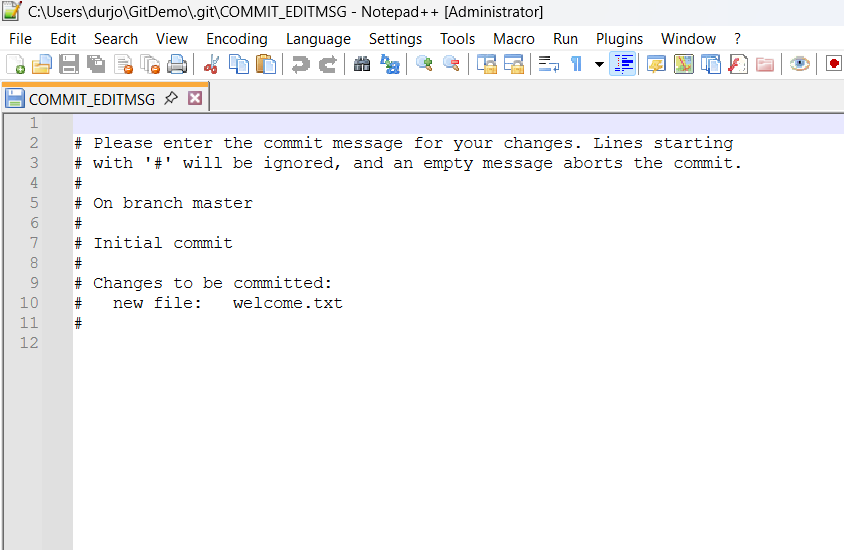 C:\Users\durjo\GitDemo\.git\COMMIT_EDITMSG - Notepad++ [Administrator]
File Edit Search View Encoding Language Settings Tools Macro Run Plugins Window ?
COMMIT_EDITMSG
1
2 # Please enter the commit message for your changes. Lines starting
3 # with '#' will be ignored, and an empty message aborts the commit.
4 #
5 # On branch master
6 #
7 # Initial commit
8 #
9 # Changes to be committed:
10 #   new file:   welcome.txt
11 #
12